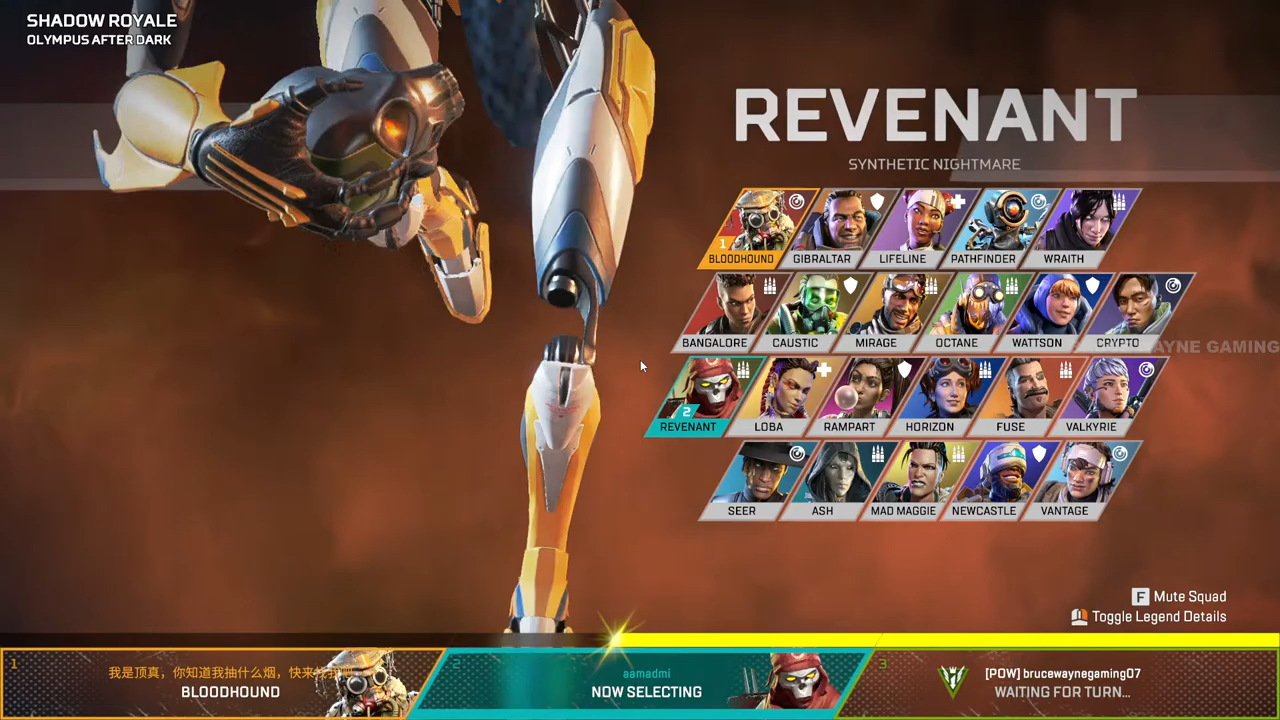 SHADOW ROYALE
OLYMPUS AFTER DARK
REVENANT
SYNTHETIC NIGHTMARE
1
BLOODHOUND
GIBRALTAR
LIFELINE
PATHFINDER
WRAITH
BANGALORE
CAUSTIC
MIRAGE
OCTANE
WATTSON
CRYPTO
AYNE GAMING
2
REVENANT
LOBA
RAMPART
HORIZON
FUSE
VALKYRIE
SEER
ASH
MAD MAGGIE
NEWCASTLE
VANTAGE
F Mute Squad
Toggle Legend Details
1
我是顶真，你知道我抽什么烟，快来找我
BLOODHOUND
2
aamadmi
NOW SELECTING
3
[POW] brucewaynegaming07
WAITING FOR TURN...